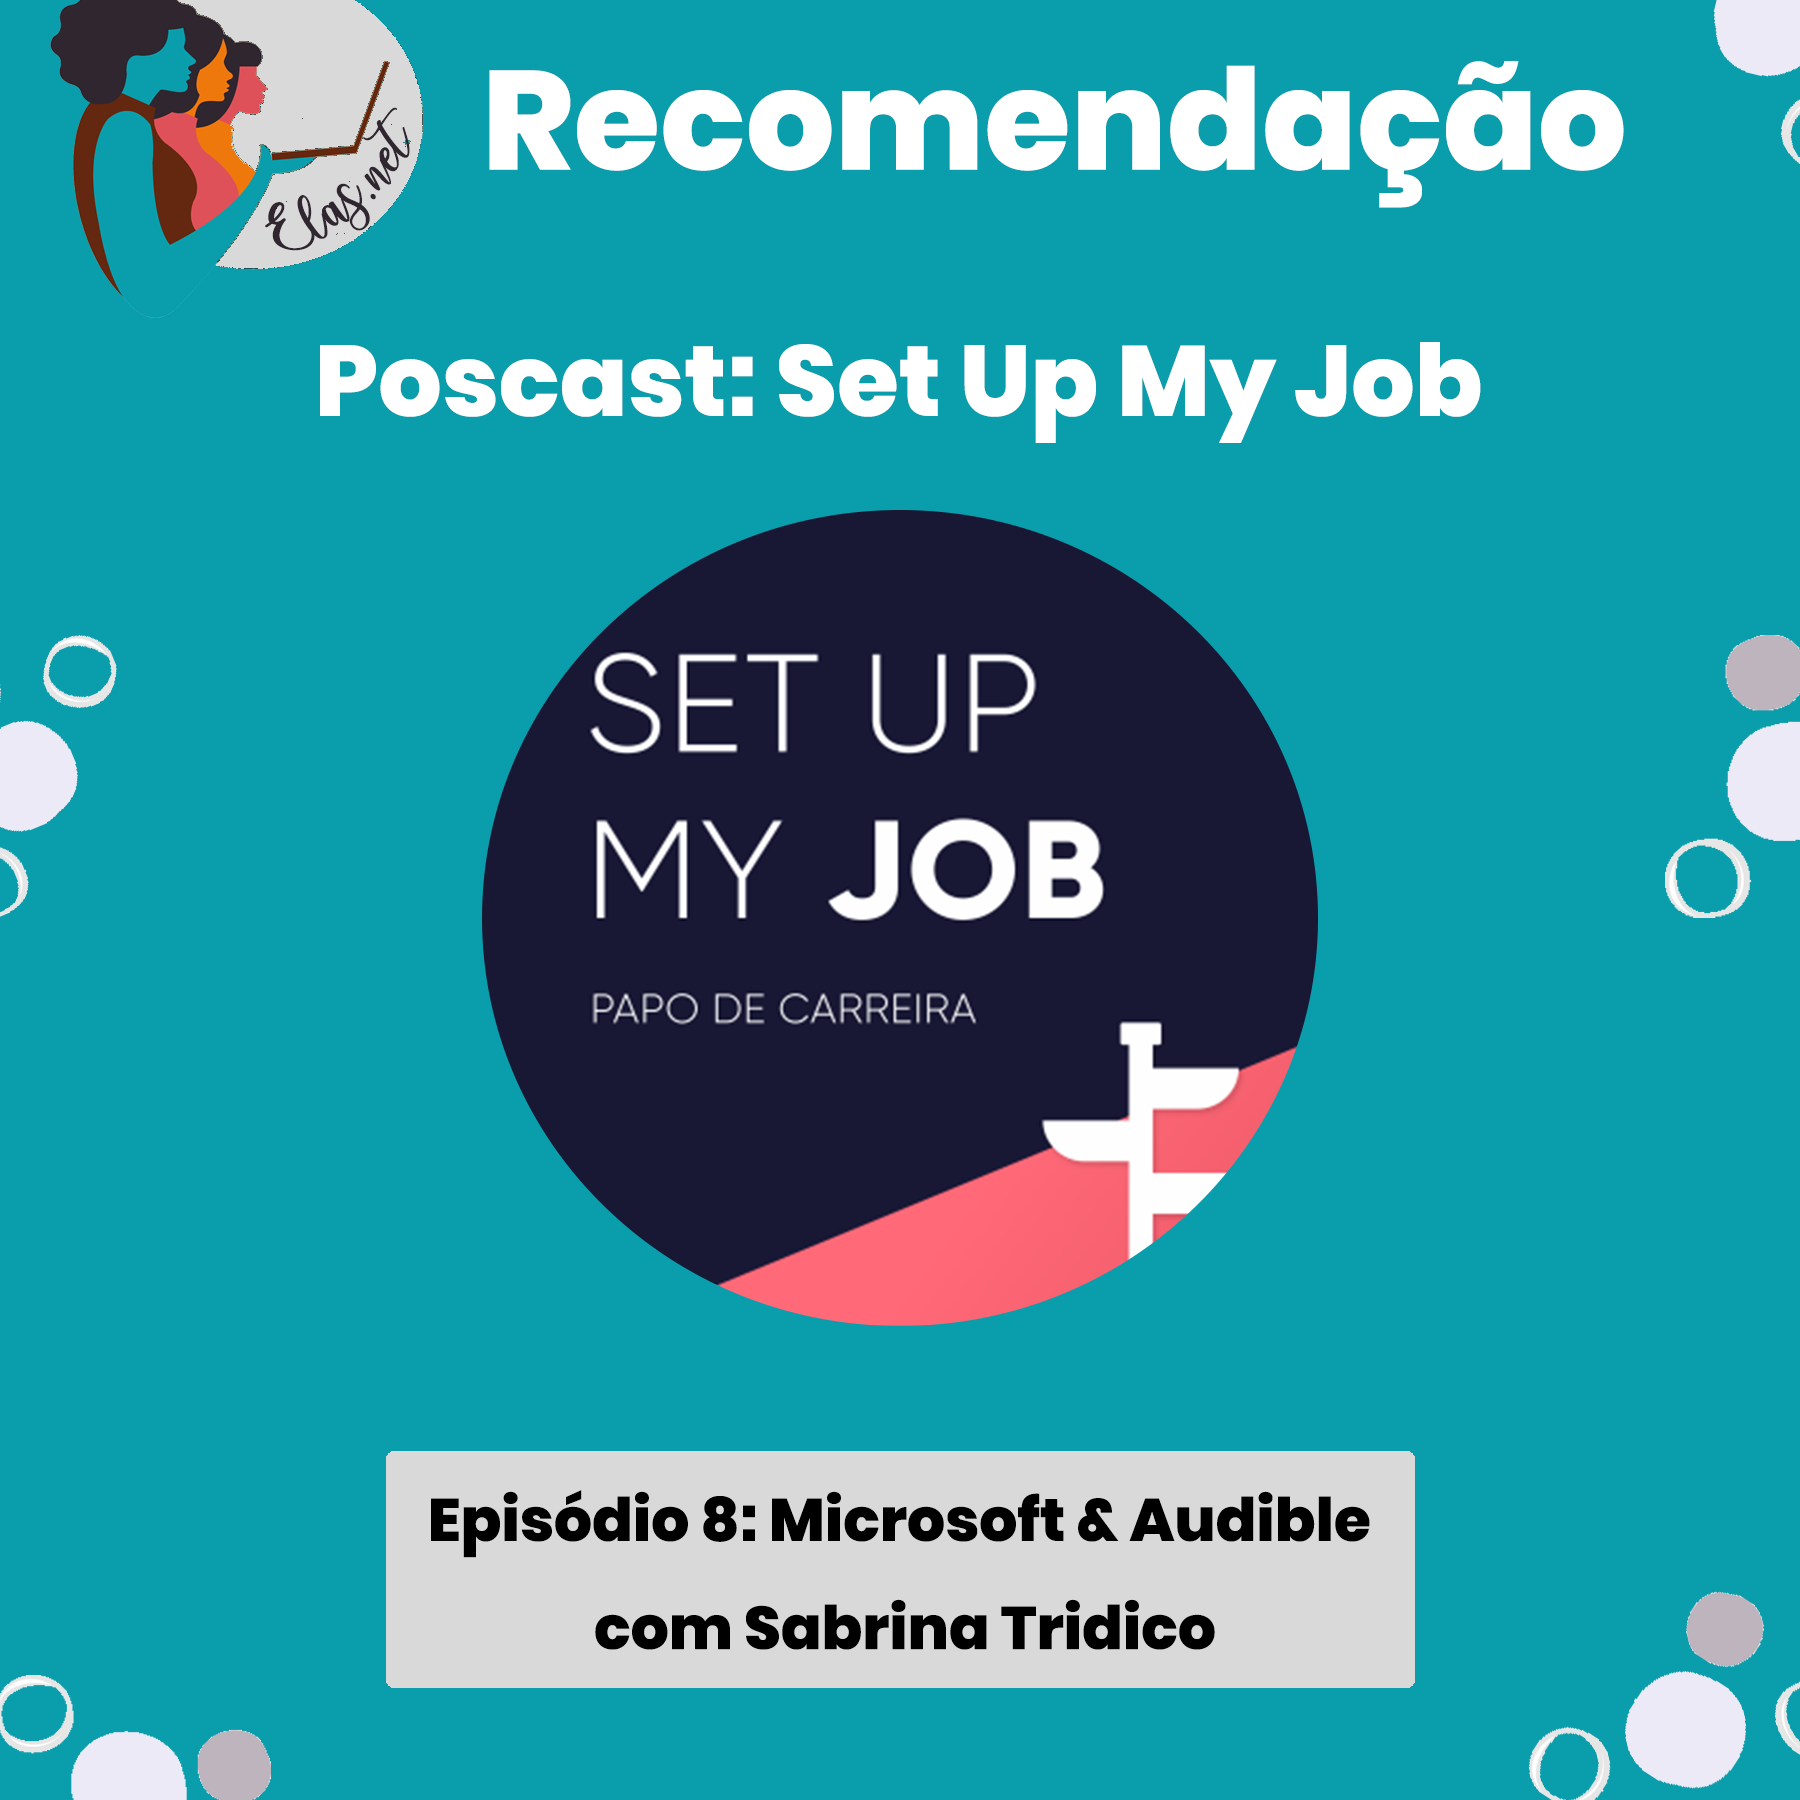 Recomendação
Elas.net
Poscast: Set Up My Job
SET UP
MY JOB
PAPO DE CARREIRA
Episódio 8: Microsoft & Audible
com Sabrina Tridico